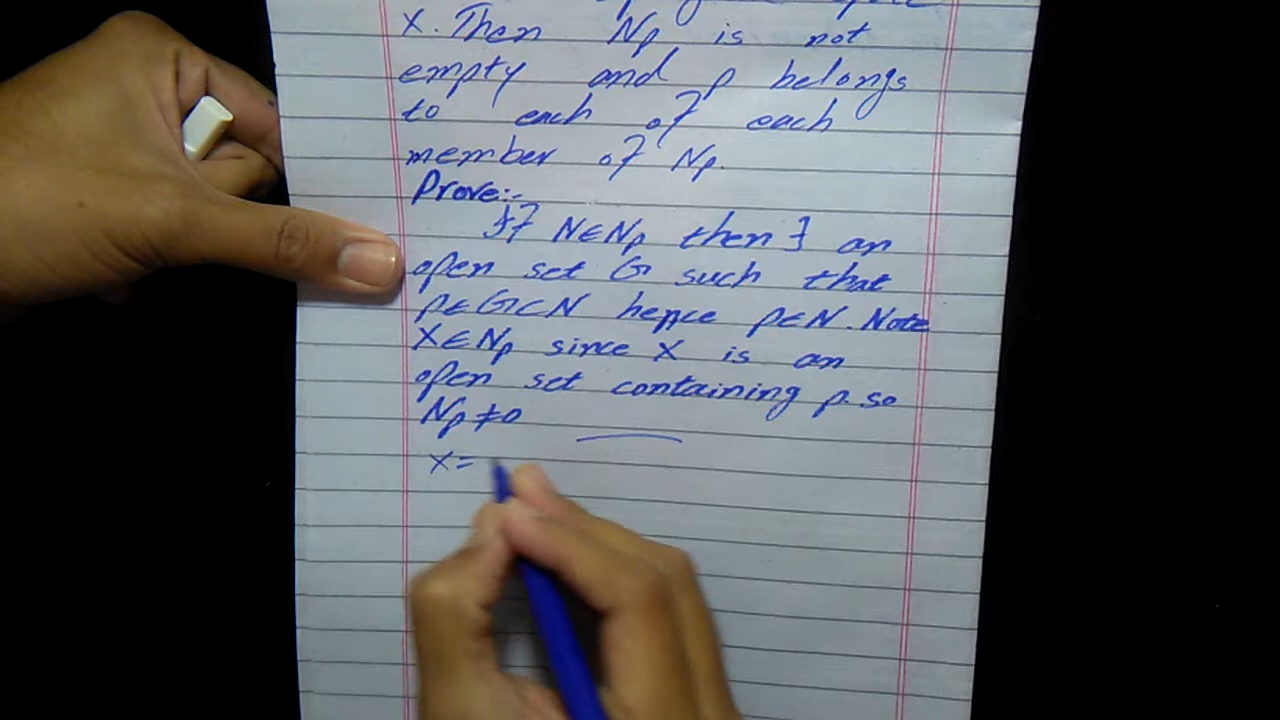 X. Then Np is not
empty and p belongs
to each of each
member of Np.
Prove:-
If N∈Np then ∃ an
open set G such that
p∈G⊂N hence p∈N. Note
X∈Np since X is an
open set containing p. so
Np≠0
X=